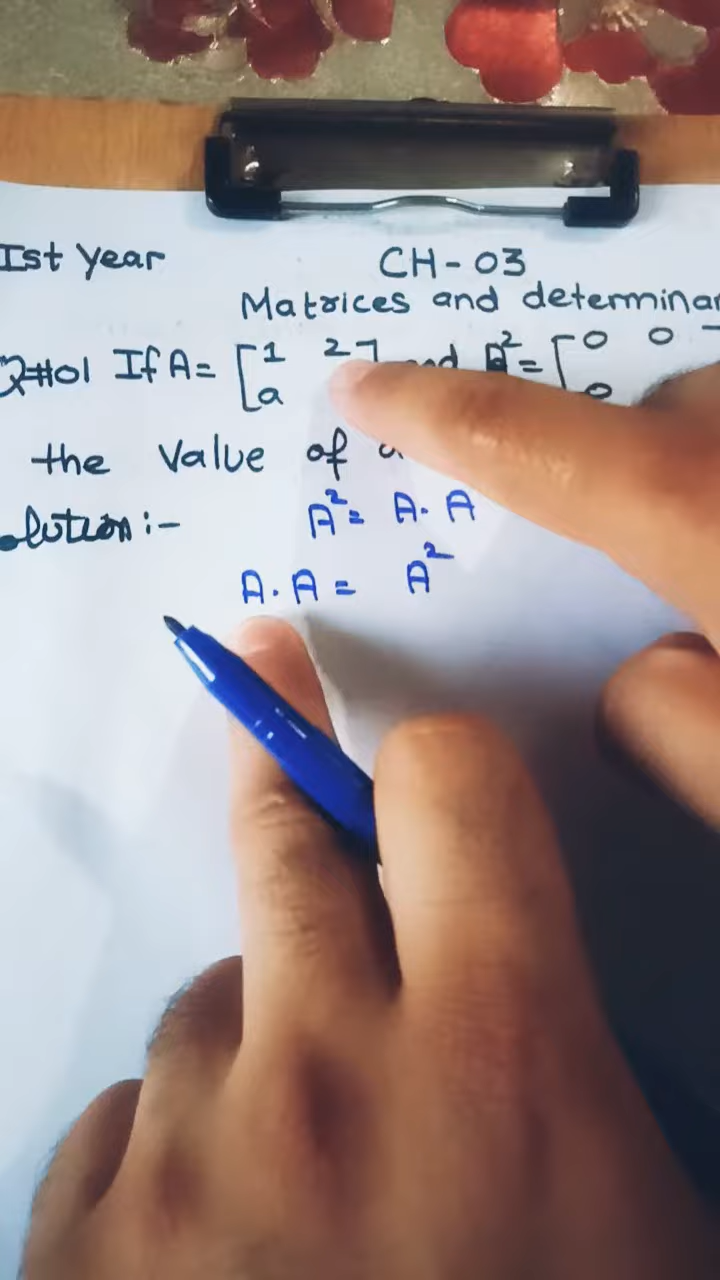 Ist Year CH-03
Matrices and determinan
Q#01 If A= [1 2] and A²= [0 0
a 0
the Value of a
olution:-
A²= A. A
A. A = A²